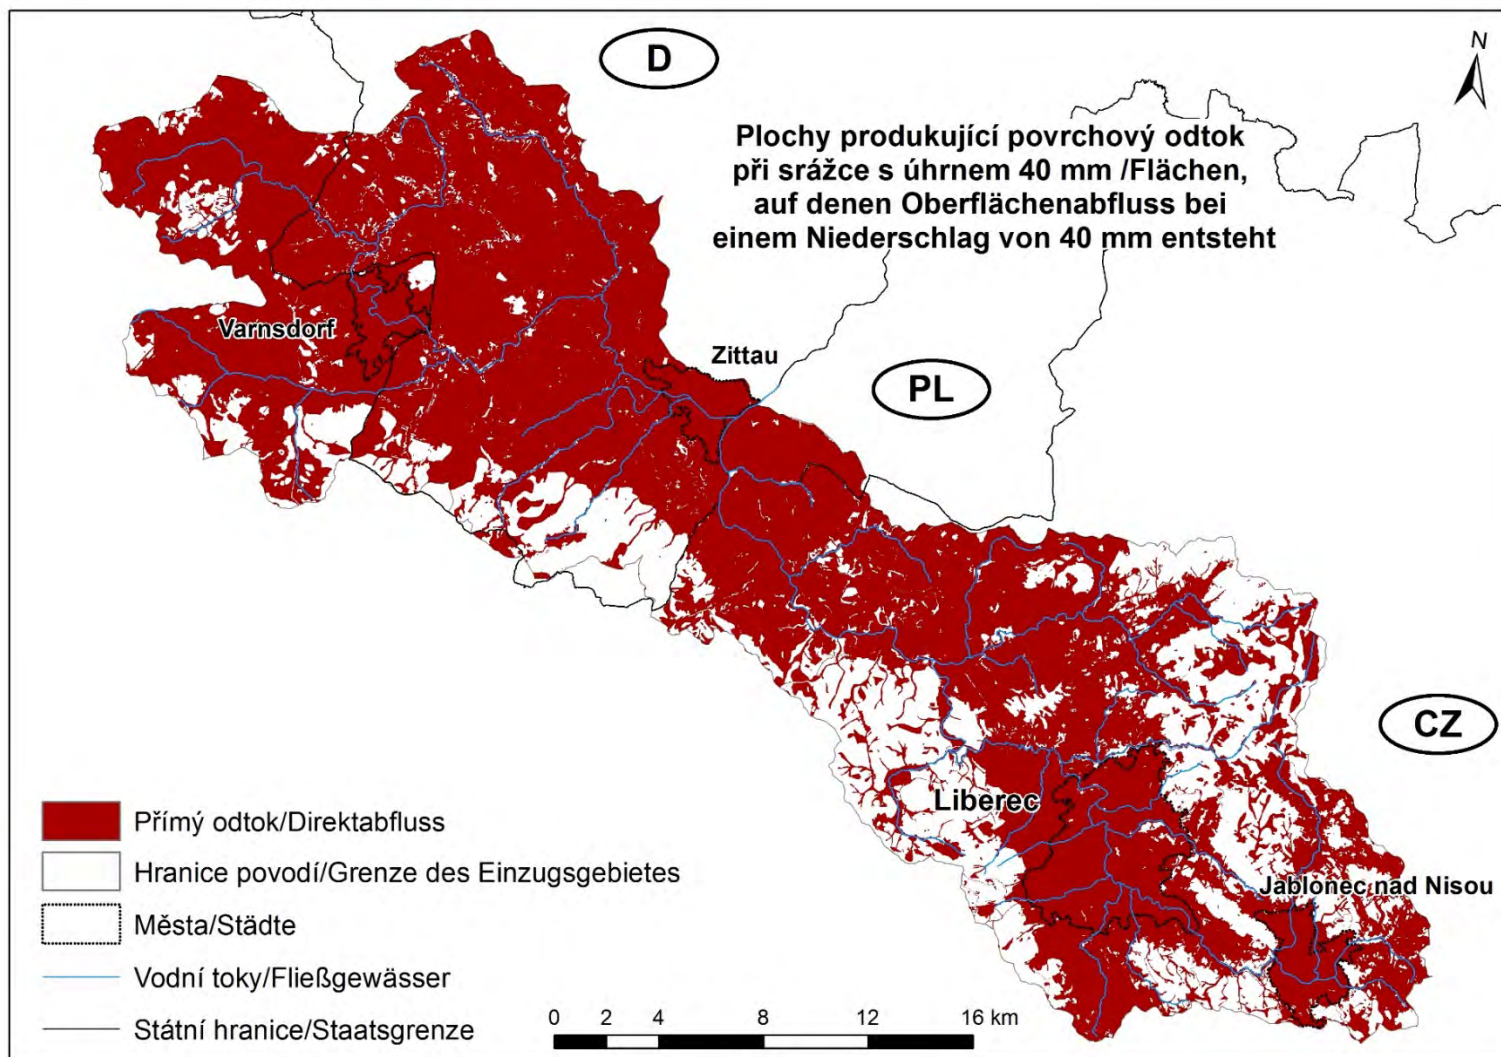 D
N
Plochy produkující povrchový odtok
při srážce s úhrnem 40 mm /Flächen,
auf denen Oberflächenabfluss bei
einem Niederschlag von 40 mm entsteht
Varnsdorf
Zittau
PL
CZ
Liberec
Jablonec nad Nisou
Přímý odtok/Direktabfluss
Hranice povodí/Grenze des Einzugsgebietes
Města/Städte
Vodní toky/Fließgewässer
Státní hranice/Staatsgrenze
0 2 4 8 12 16 km